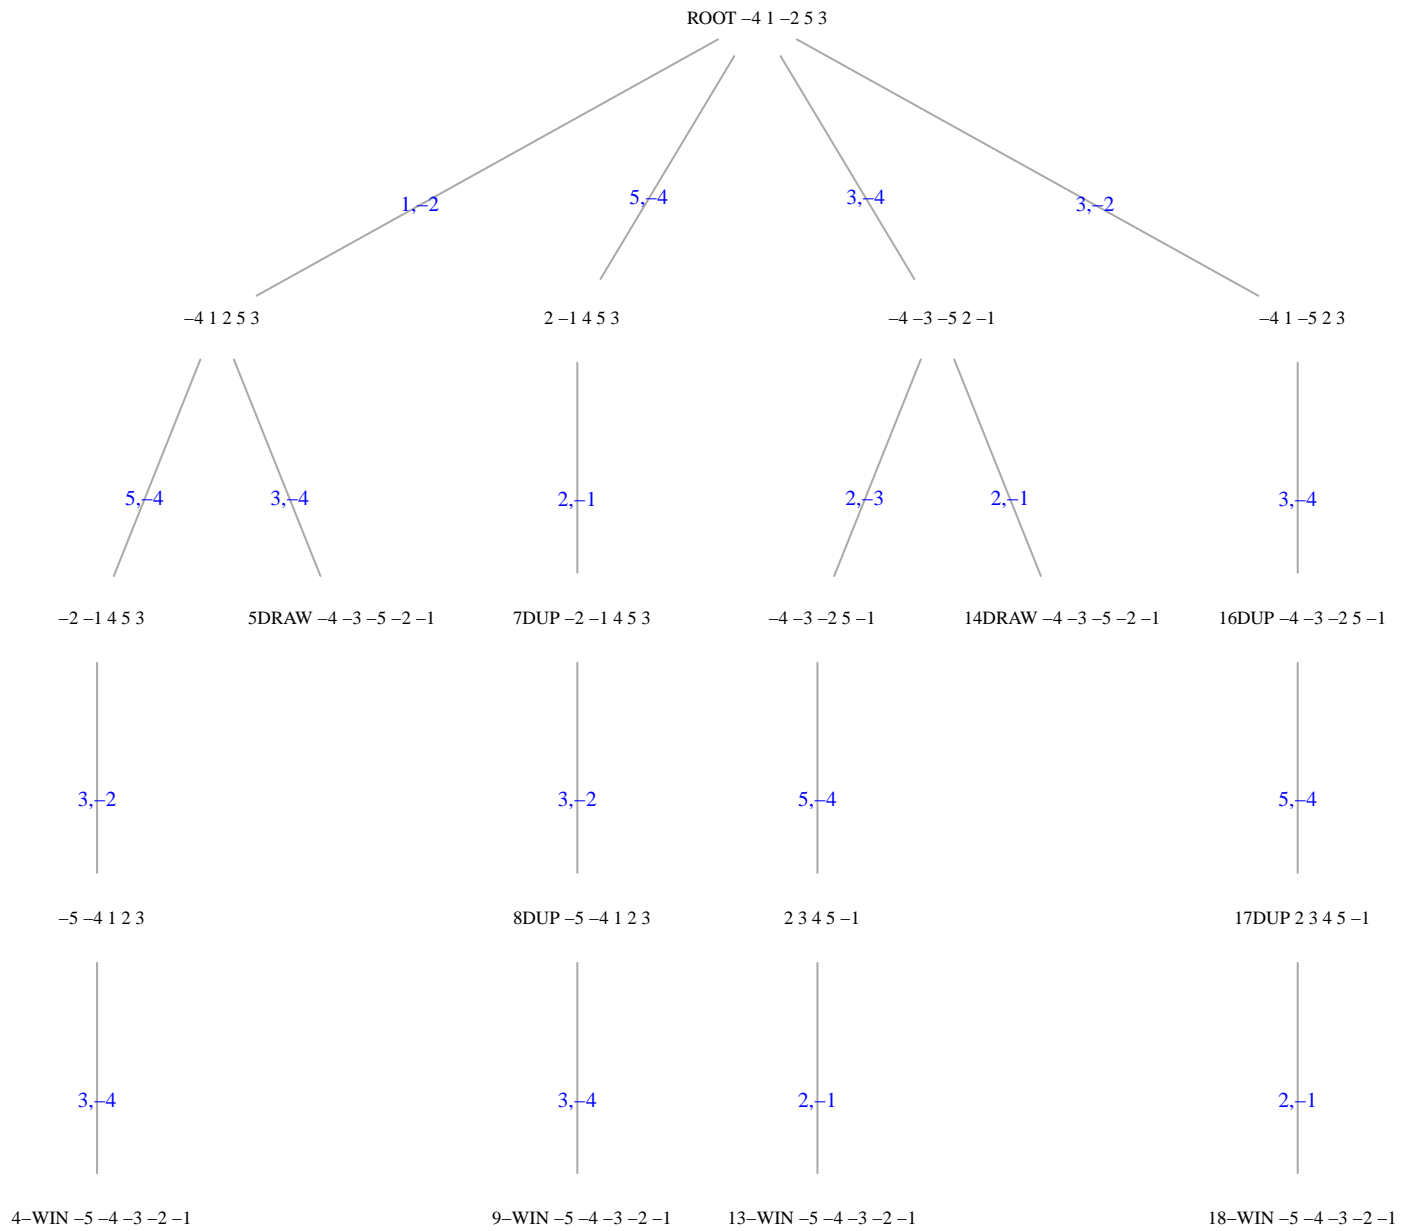 ROOT –4 1 –2 5 3
1,–2
5,–4
3,–4
3,–2
–4 1 2 5 3
2 –1 4 5 3
–4 –3 –5 2 –1
–4 1 –5 2 3
5,–4
3,–4
2,–1
2,–3
2,–1
3,–4
–2 –1 4 5 3
5DRAW –4 –3 –5 –2 –1
7DUP –2 –1 4 5 3
–4 –3 –2 5 –1
14DRAW –4 –3 –5 –2 –1
16DUP –4 –3 –2 5 –1
3,–2
3,–2
5,–4
5,–4
–5 –4 1 2 3
8DUP –5 –4 1 2 3
2 3 4 5 –1
17DUP 2 3 4 5 –1
3,–4
3,–4
2,–1
2,–1
4–WIN –5 –4 –3 –2 –1
9–WIN –5 –4 –3 –2 –1
13–WIN –5 –4 –3 –2 –1
18–WIN –5 –4 –3 –2 –1